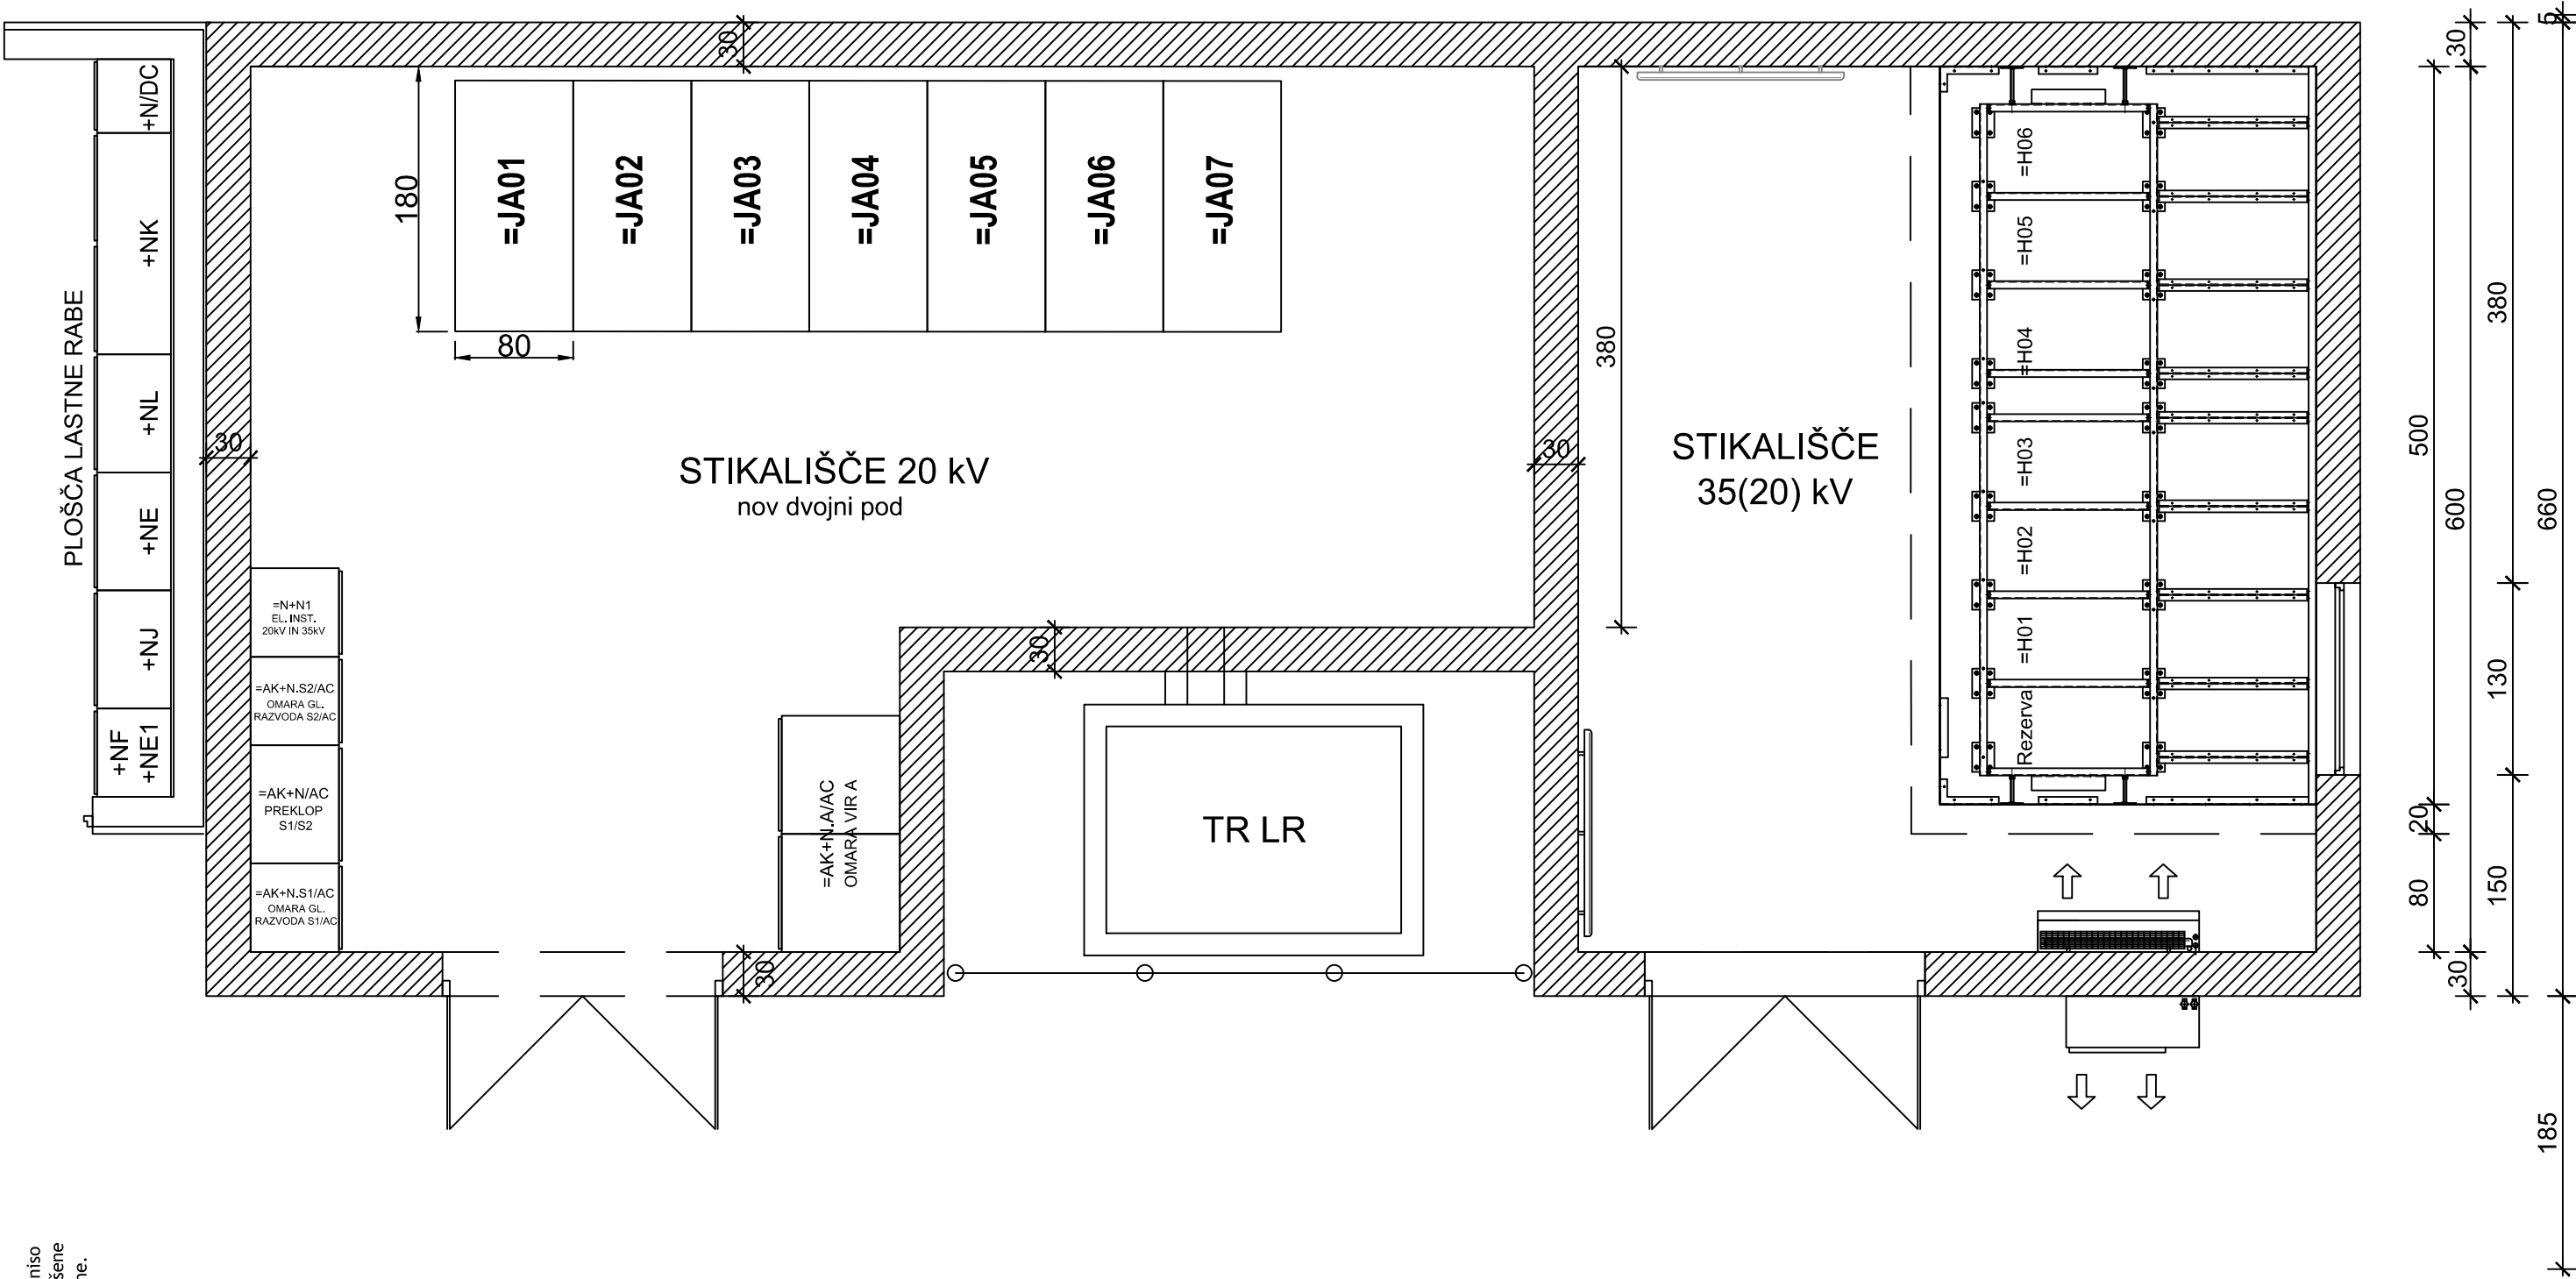 PLOŠČA LASTNE RABE
+N/DC
+NK
+NL
+NE
+NJ
+NF
+NE1
30
30
180
80
=JA01
=JA02
=JA03
=JA04
=JA05
=JA06
=JA07
STIKALIŠČE 20 kV
nov dvojni pod
=N+N1
EL. INST.
20kV IN 35kV
=AK+N.S2/AC
OMARA GL.
RAZVODA S2/AC
=AK+N/AC
PREKLOP
S1/S2
=AK+N.S1/AC
OMARA GL.
RAZVODA S1/AC
=AK+N.A/AC
OMARA VIR A
30
30
30
TR LR
380
STIKALIŠČE
35(20) kV
=H06
=H05
=H04
=H03
=H02
=H01
Rezerva
500
20
80
30
600
30
380
130
150
5
660
185
niso
šene
ne.